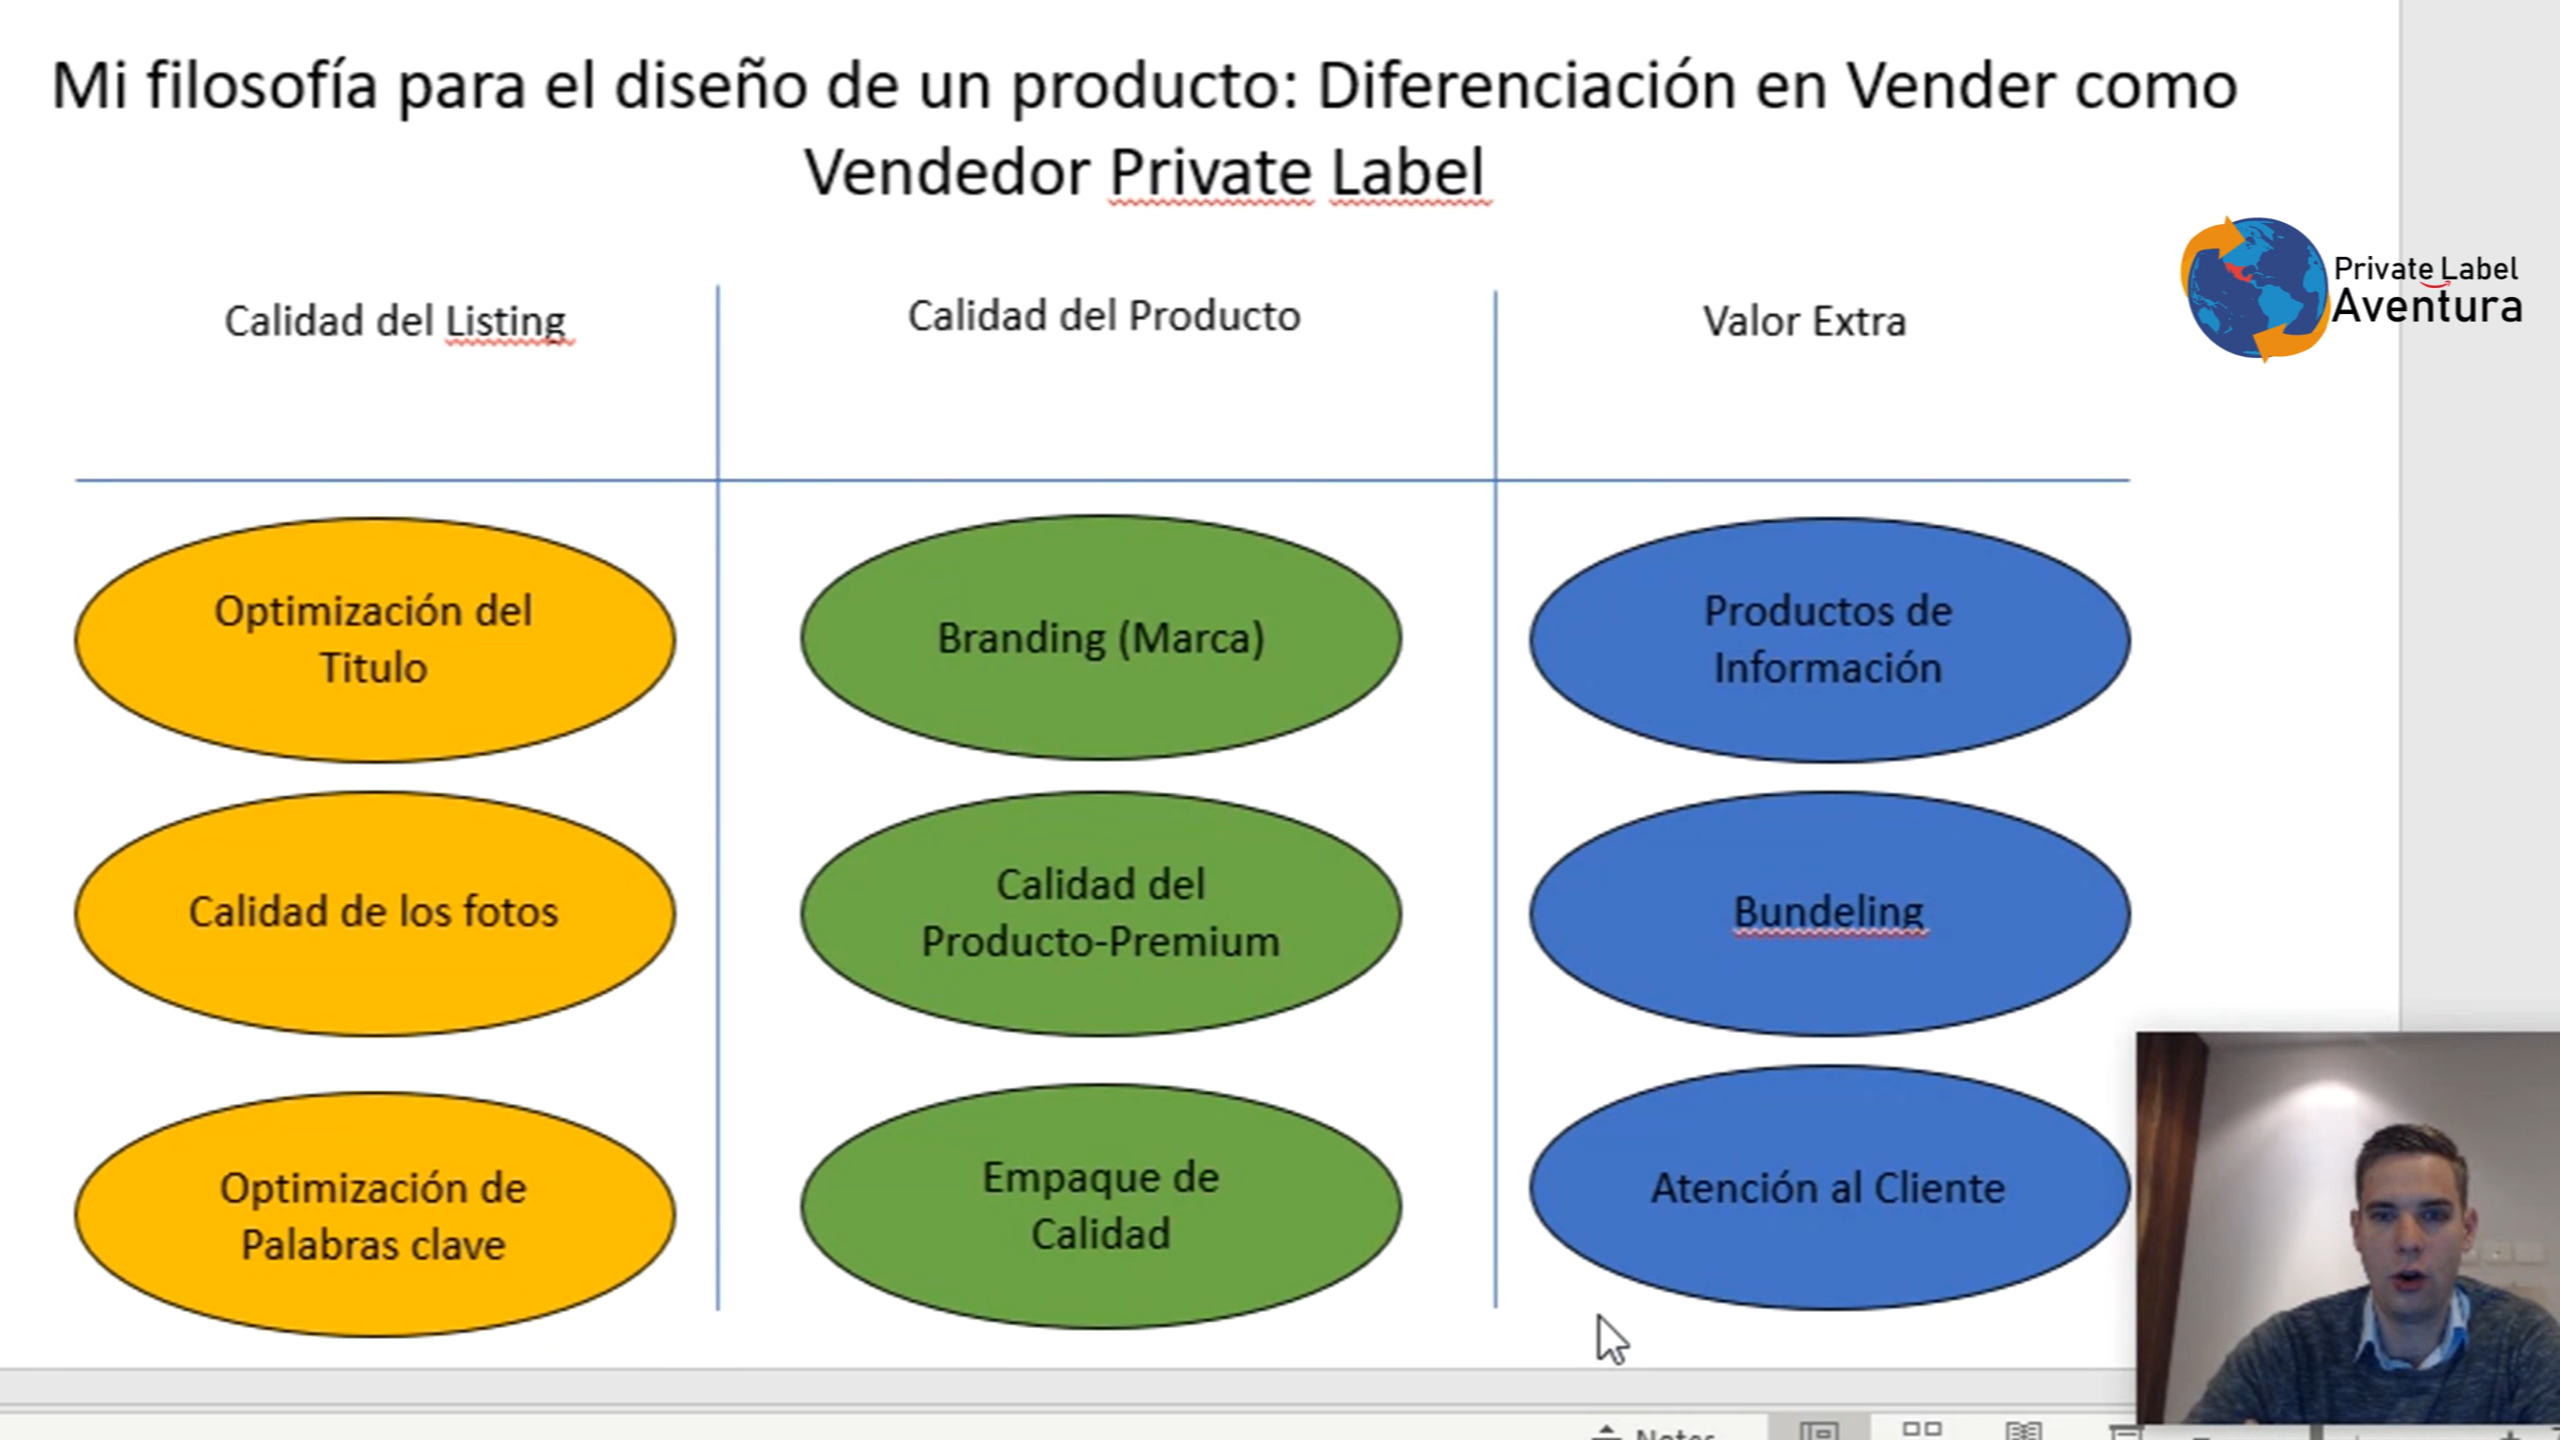 Mi filosofía para el diseño de un producto: Diferenciación en Vender como
Vendedor Private Label
Private Label
Aventura
Calidad del Listing
Calidad del Producto
Valor Extra
Optimización del
Titulo
Branding (Marca)
Productos de
Información
Calidad de los fotos
Calidad del
Producto-Premium
Bundeling
Optimización de
Palabras clave
Empaque de
Calidad
Atención al Cliente